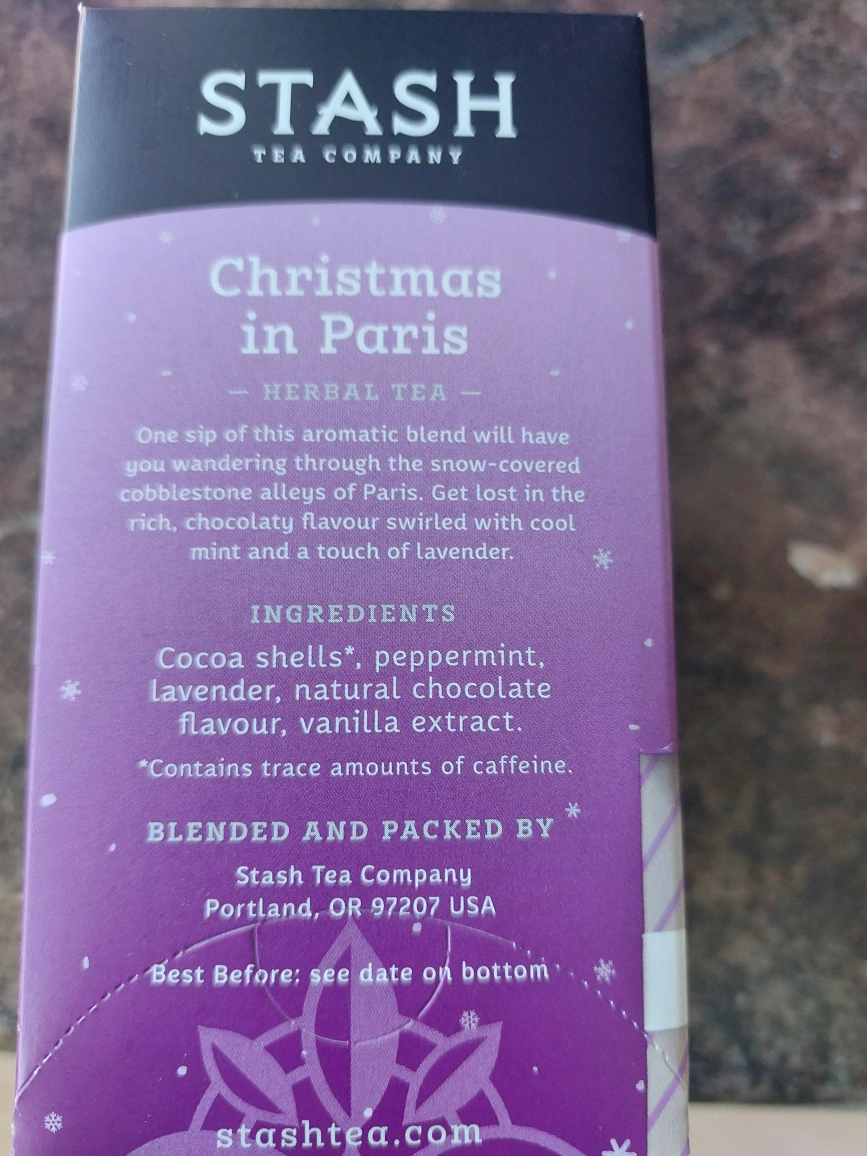 STASH
TEA COMPANY
Christmas
in Paris
— HERBAL TEA —
One sip of this aromatic blend will have
you wandering through the snow-covered
cobblestone alleys of Paris. Get lost in the
rich, chocolaty flavour swirled with cool
mint and a touch of lavender.
INGREDIENTS
Cocoa shells*, peppermint,
lavender, natural chocolate
flavour, vanilla extract.
*Contains trace amounts of caffeine.
BLENDED AND PACKED BY
Stash Tea Company
Portland, OR 97207 USA
Best Before: see date on bottom
stashtea.com